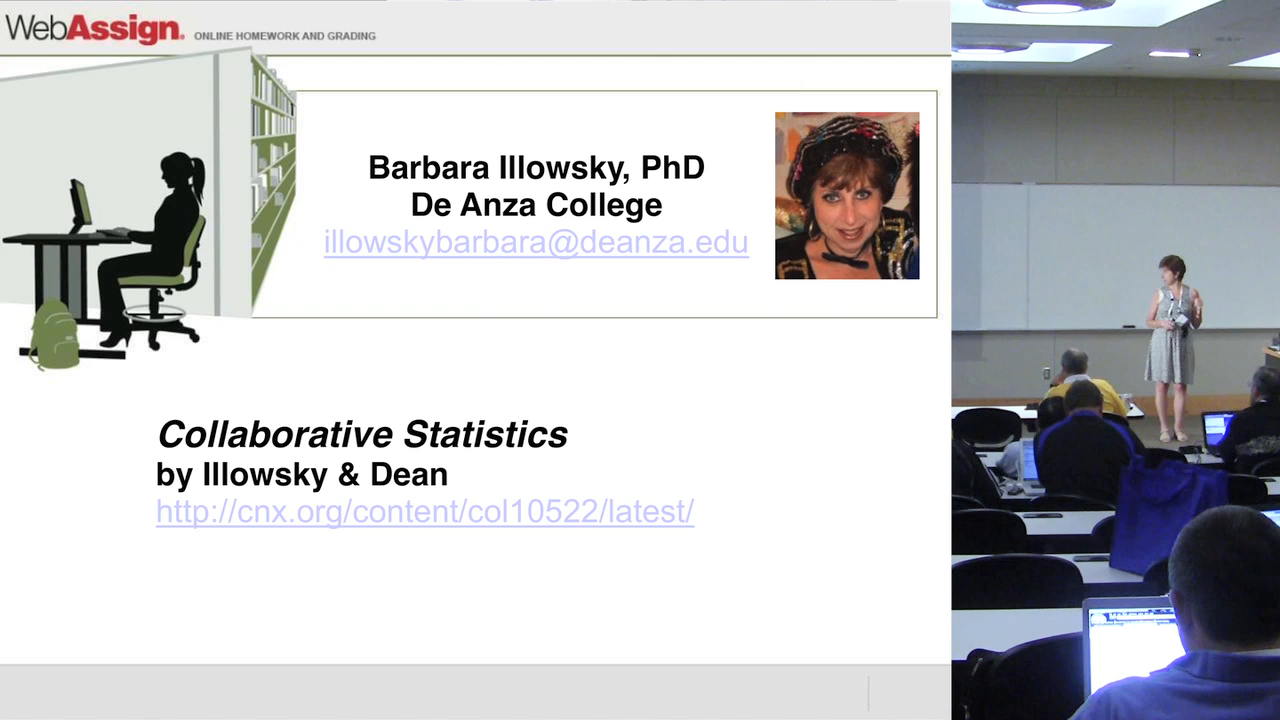 WebAssign. ONLINE HOMEWORK AND GRADING
Barbara Illowsky, PhD
De Anza College
illowskybarbara@deanza.edu
Collaborative Statistics
by Illowsky & Dean
http://cnx.org/content/col10522/latest/